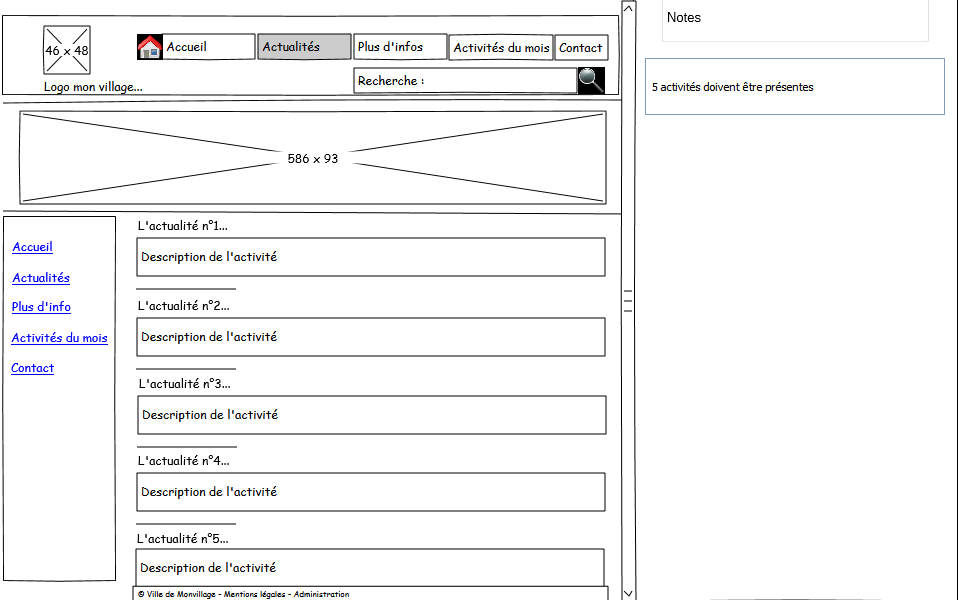 46 x 48
Logo mon village...
Accueil
Actualités
Plus d'infos
Activités du mois
Contact
Recherche :
586 x 93
Accueil
Actualités
Plus d'info
Activités du mois
Contact
L'actualité n°1...
Description de l'activité
L'actualité n°2...
Description de l'activité
L'actualité n°3...
Description de l'activité
L'actualité n°4...
Description de l'activité
L'actualité n°5...
Description de l'activité
© Ville de Monvillage - Mentions légales - Administration
Notes
5 activités doivent être présentes